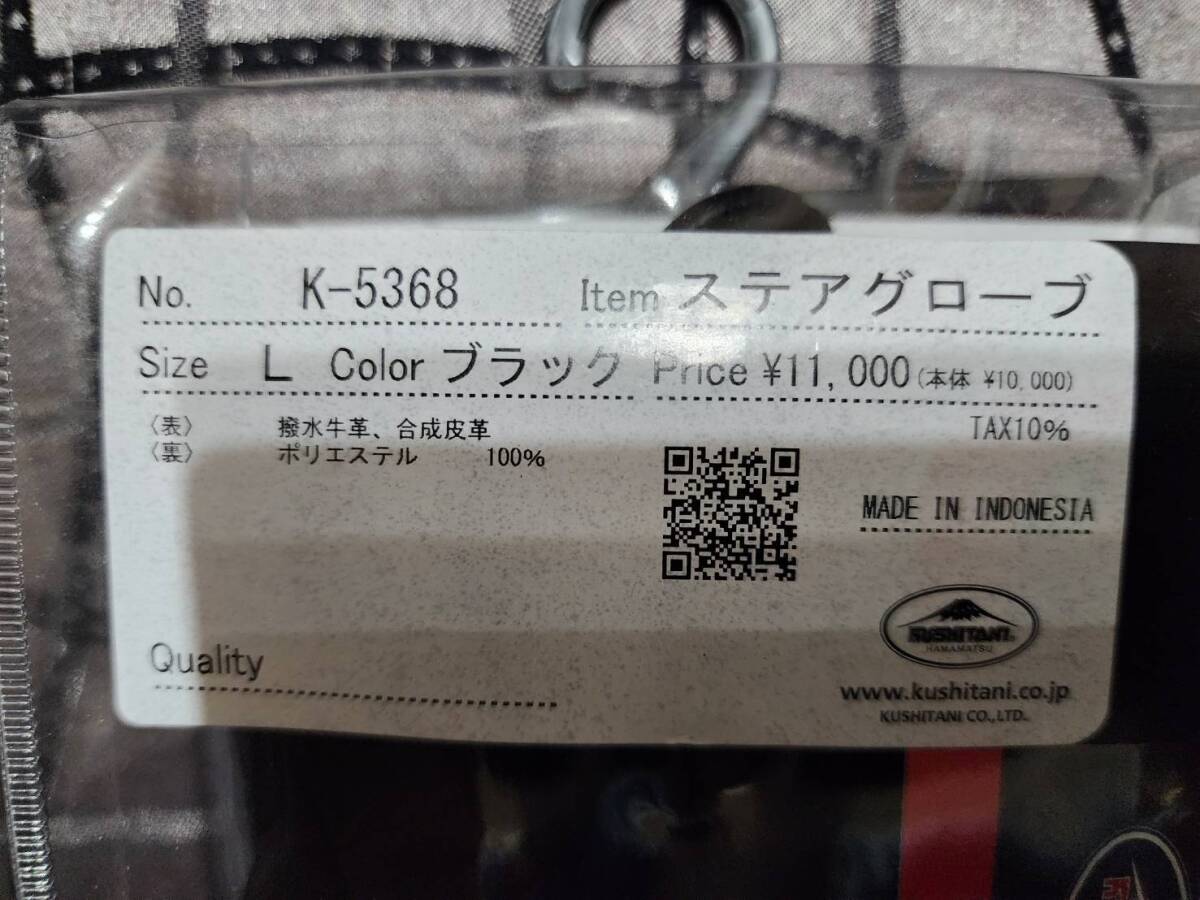 No. K-5368 Item ステアグローブ
Size L Color ブラック Price ¥11,000(本体 ¥10,000)
〈表〉 撥水牛革、合成皮革 TAX10%
〈裏〉 ポリエステル 100%
MADE IN INDONESIA
KUSHITANI
HAMAMATSU
Quality
www.kushitani.co.jp
KUSHITANI CO.,LTD.